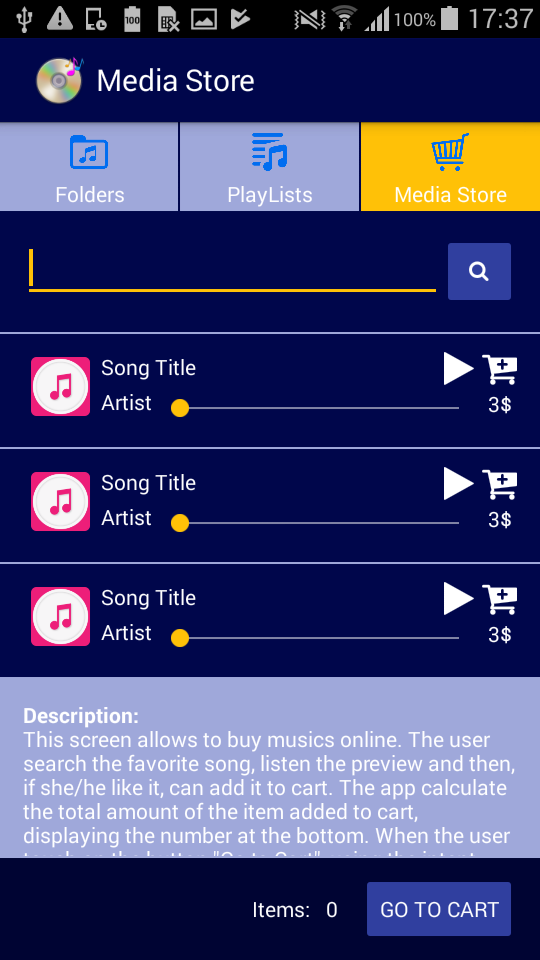 100% 17:37
Media Store
Folders PlayLists Media Store
Song Title
Artist 3$
Song Title
Artist 3$
Song Title
Artist 3$
Description:
This screen allows to buy musics online. The user
search the favorite song, listen the preview and then,
if she/he like it, can add it to cart. The app calculate
the total amount of the item added to cart,
displaying the number at the bottom. When the user
Items: 0 GO TO CART